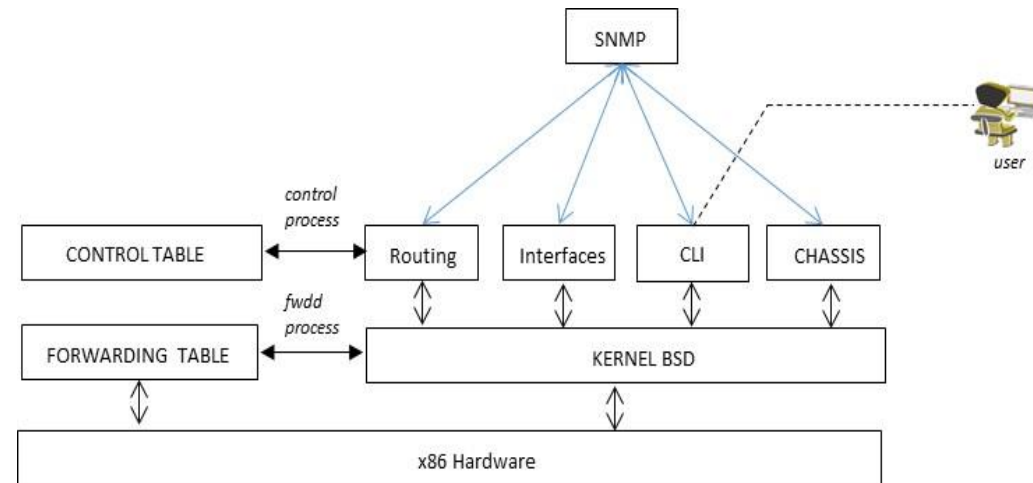 SNMP
user
control
process
CONTROL TABLE
Routing
Interfaces
CLI
CHASSIS
fwdd
process
FORWARDING TABLE
KERNEL BSD
x86 Hardware